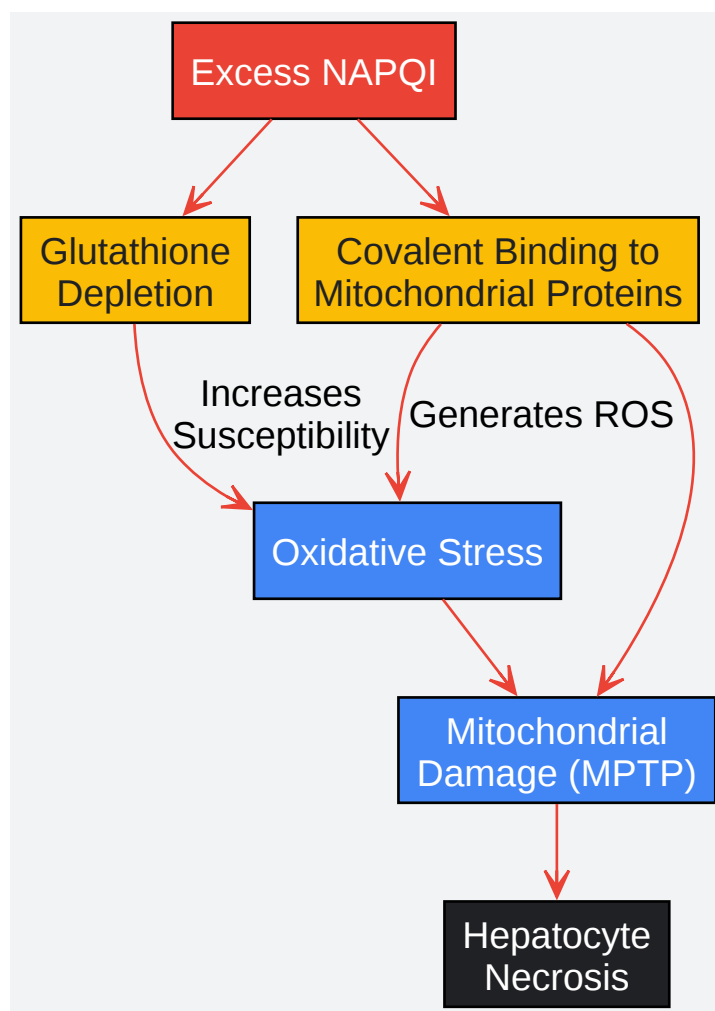 Excess NAPQI
Glutathione
Depletion
Covalent Binding to
Mitochondrial Proteins
Increases
Susceptibility
Generates ROS
Oxidative Stress
Mitochondrial
Damage (MPTP)
Hepatocyte
Necrosis